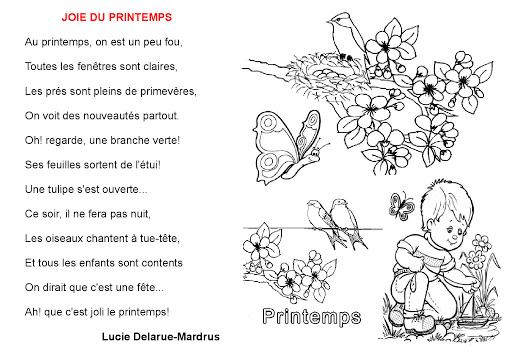 JOIE DU PRINTEMPS
Au printemps, on est un peu fou,
Toutes les fenêtres sont claires,
Les prés sont pleins de primevères,
On voit des nouveautés partout.
Oh! regarde, une branche verte!
Ses feuilles sortent de l'étui!
Une tulipe s'est ouverte...
Ce soir, il ne fera pas nuit,
Les oiseaux chantent à tue-tête,
Et tous les enfants sont contents
On dirait que c'est une fête...
Ah! que c'est joli le printemps!
Lucie Delarue-Mardrus
Printemps